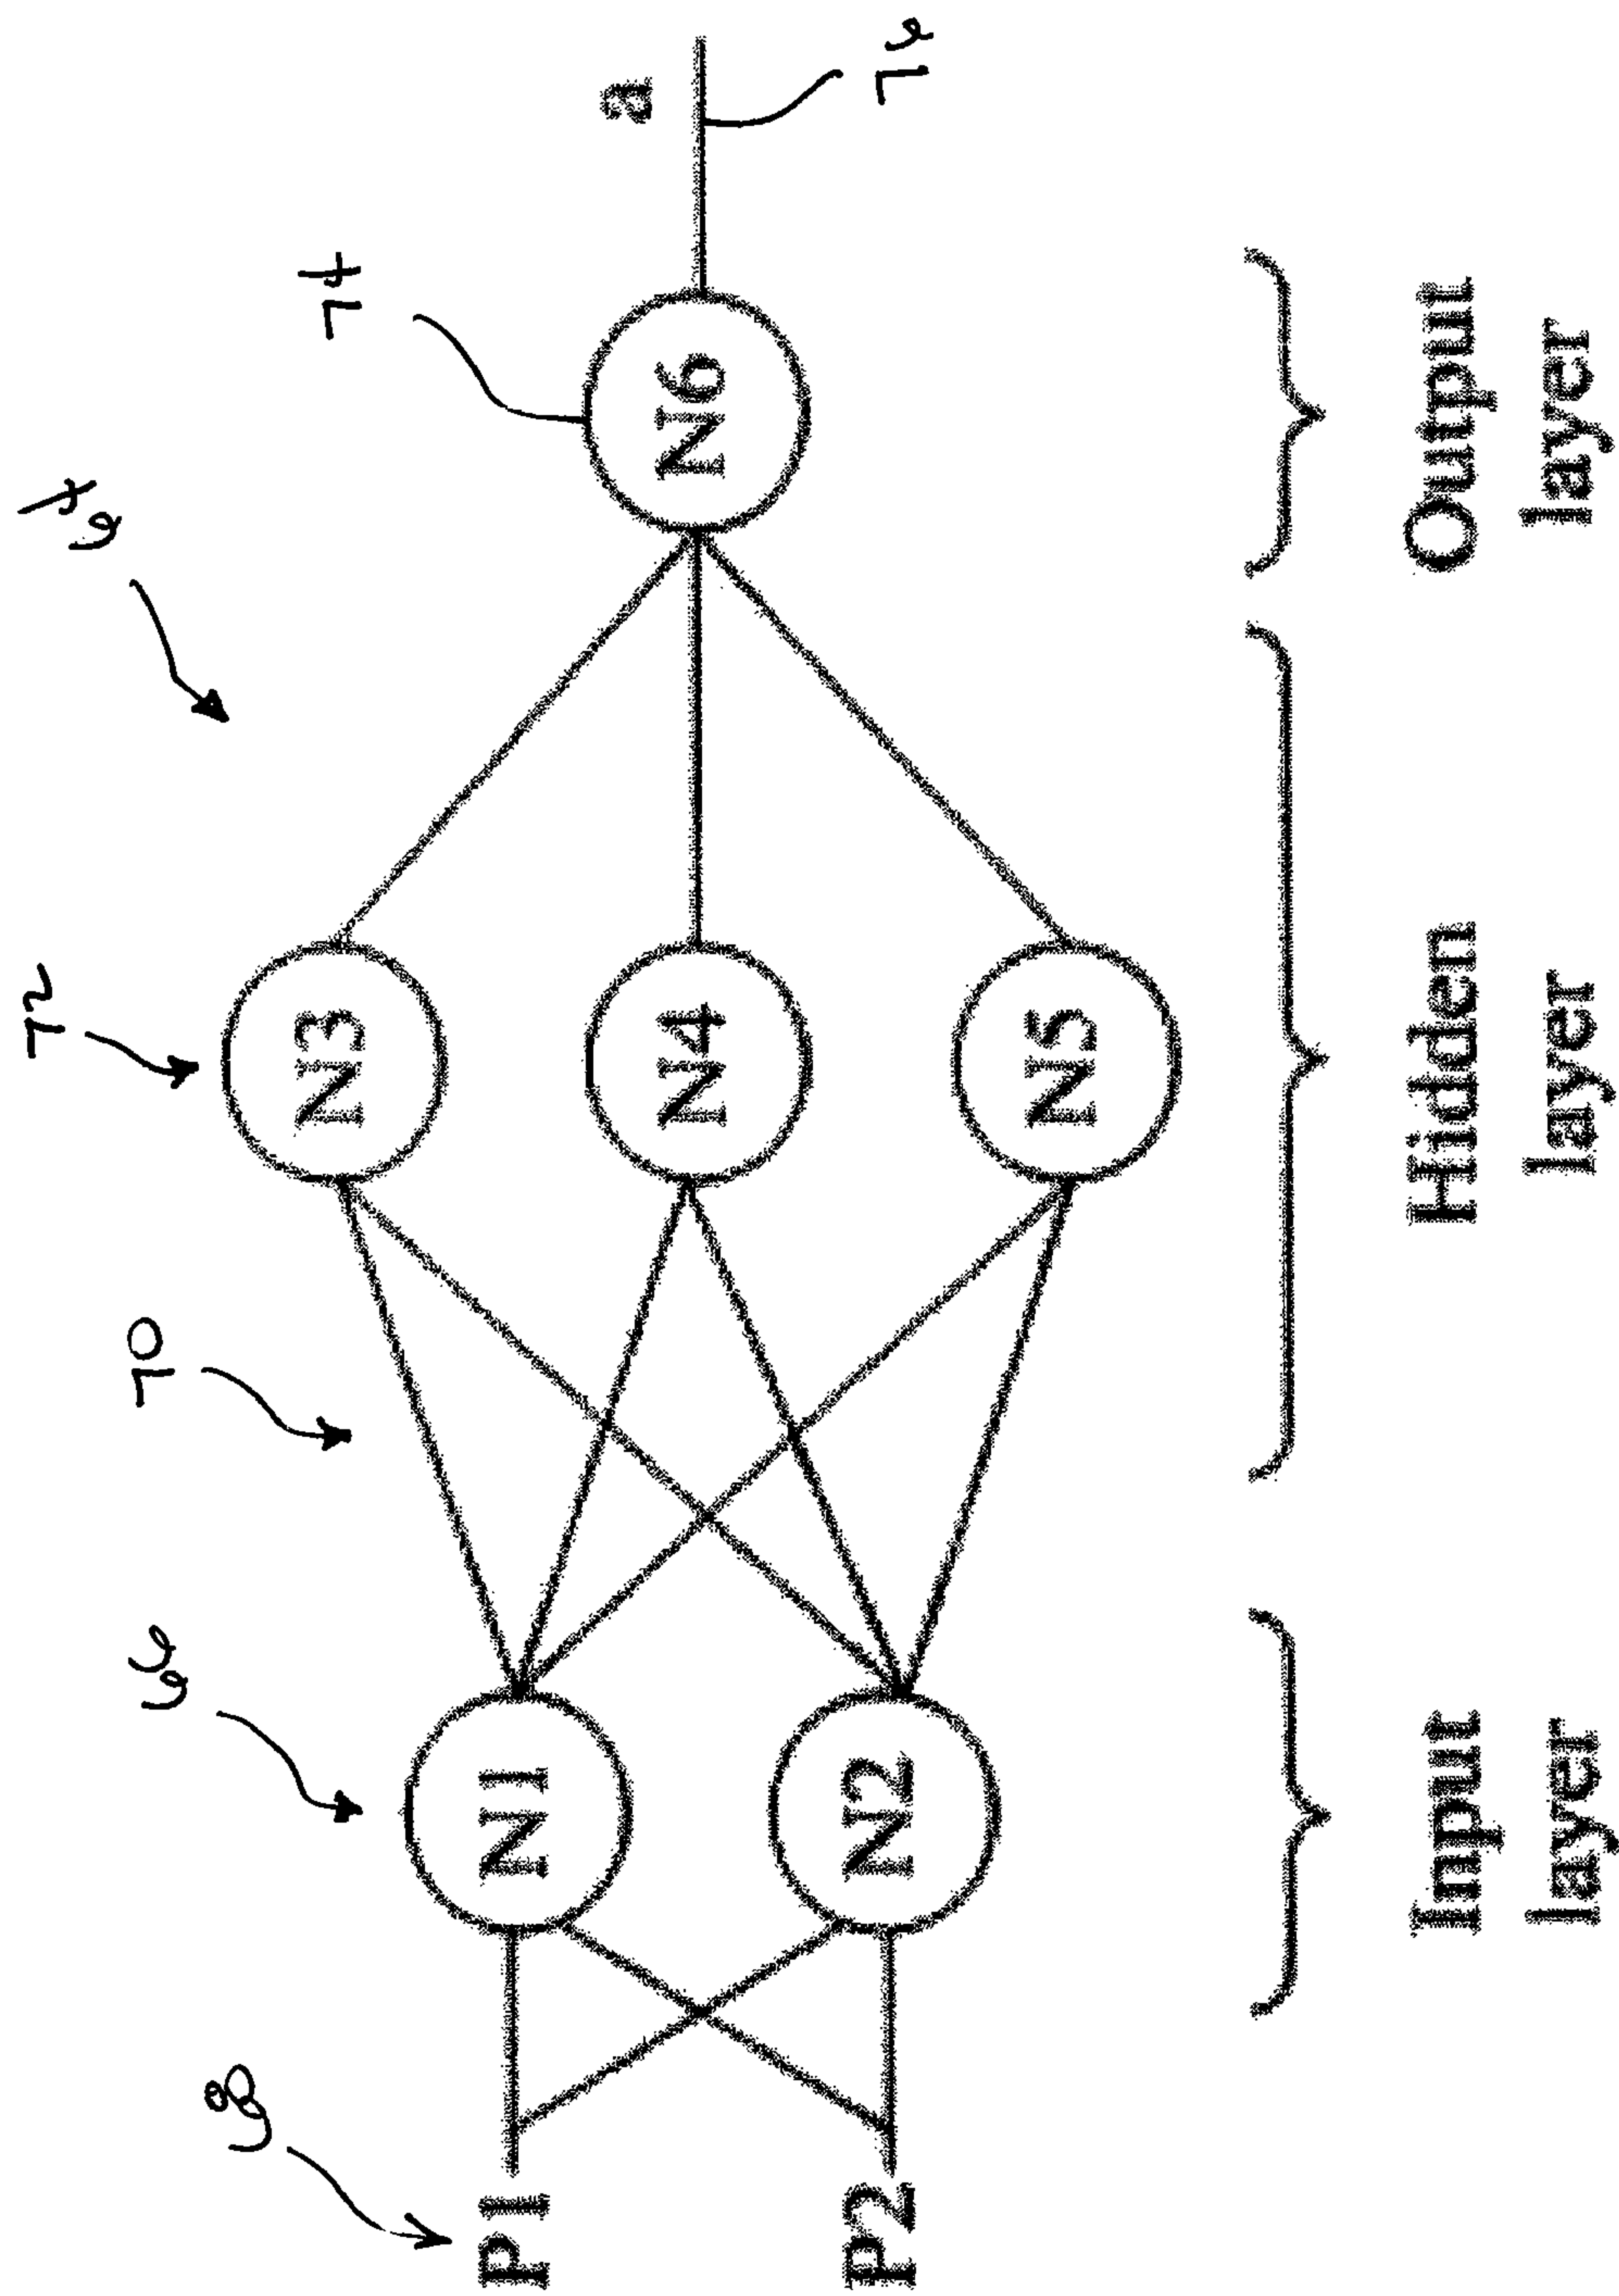 72
64
70
66
68
74
N3
P1
N1
a
N4
N6
P2
N2
76
N5
Input
layer
Hidden
layer
Output
layer